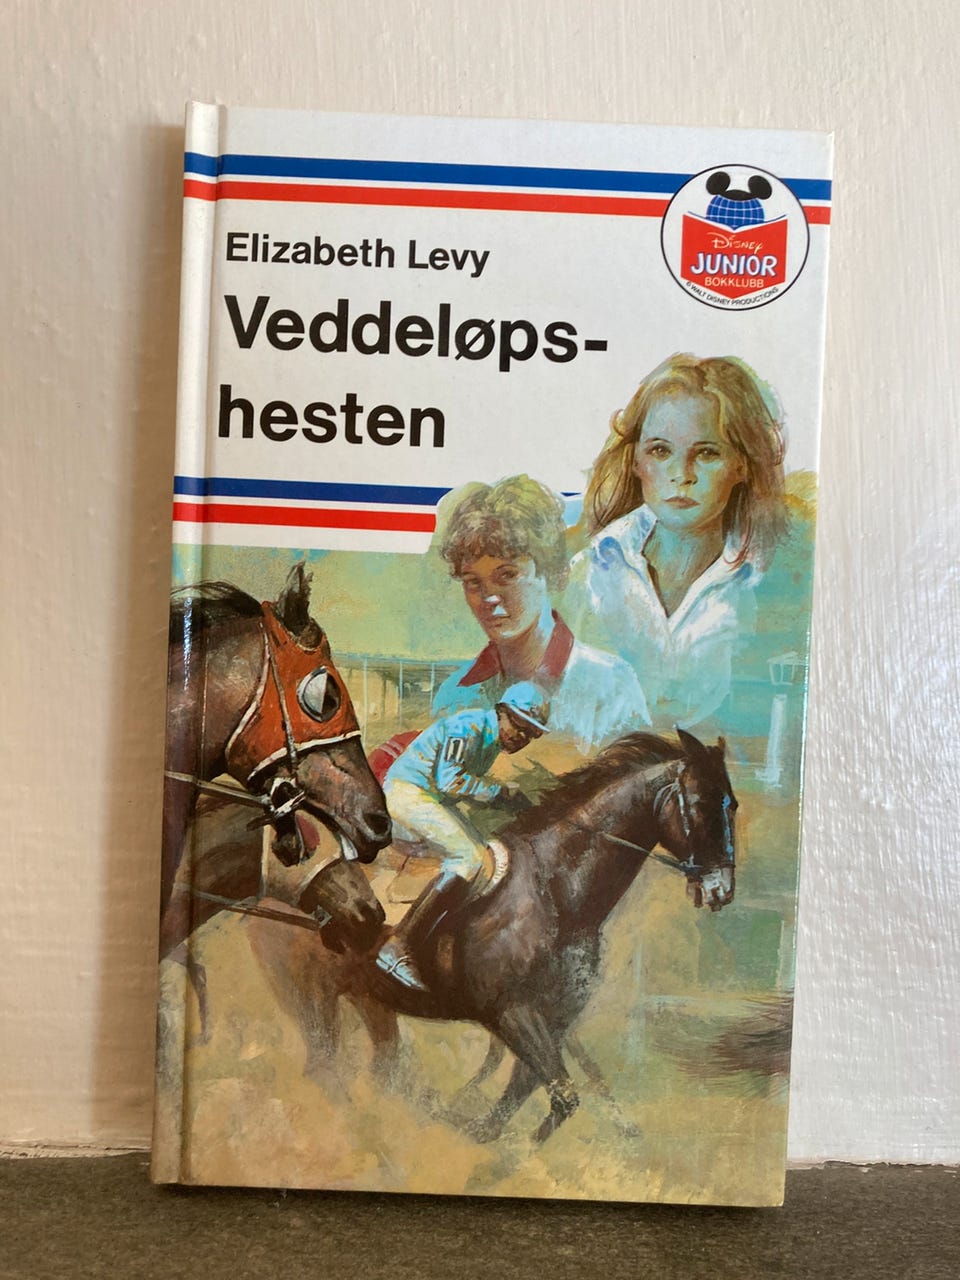 Elizabeth Levy
Veddeløps-
hesten
Disney
JUNIOR
BOKKLUBB
© WALT DISNEY PRODUCTIONS